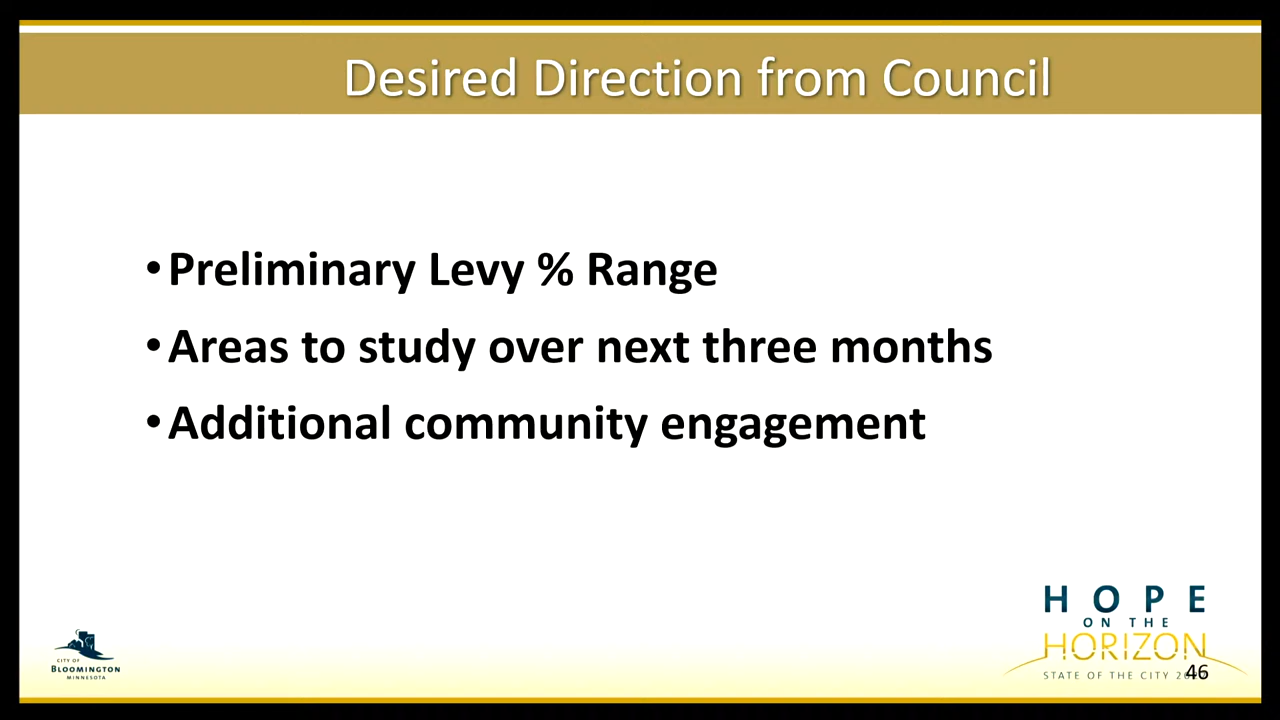 Desired Direction from Council
•Preliminary Levy % Range
•Areas to study over next three months
•Additional community engagement
HOPE
ON THE
HORIZON
STATE OF THE CITY
46
CITY OF
BLOOMINGTON
MINNESOTA